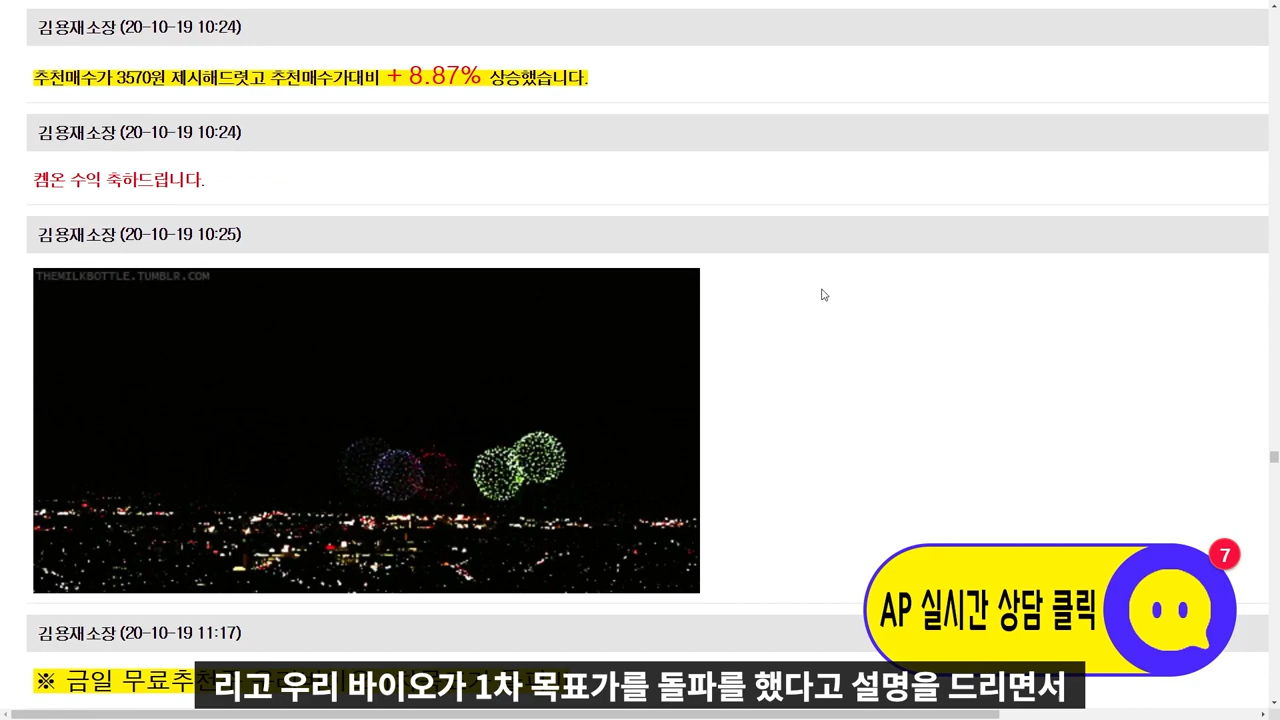 김용재소장 (20-10-19 10:24)
추천매수가 3570원 제시해드렷고 추천매수가대비 + 8.87% 상승했습니다.
김용재소장 (20-10-19 10:24)
켐온 수익 축하드립니다.
김용재소장 (20-10-19 10:25)
THEMILKBOTTLE.TUMBLR.COM
7
AP 실시간 상담 클릭
김용재소장 (20-10-19 11:17)
※ 금일 무료추천
리고 우리 바이오가 1차 목표가를 돌파를 했다고 설명을 드리면서